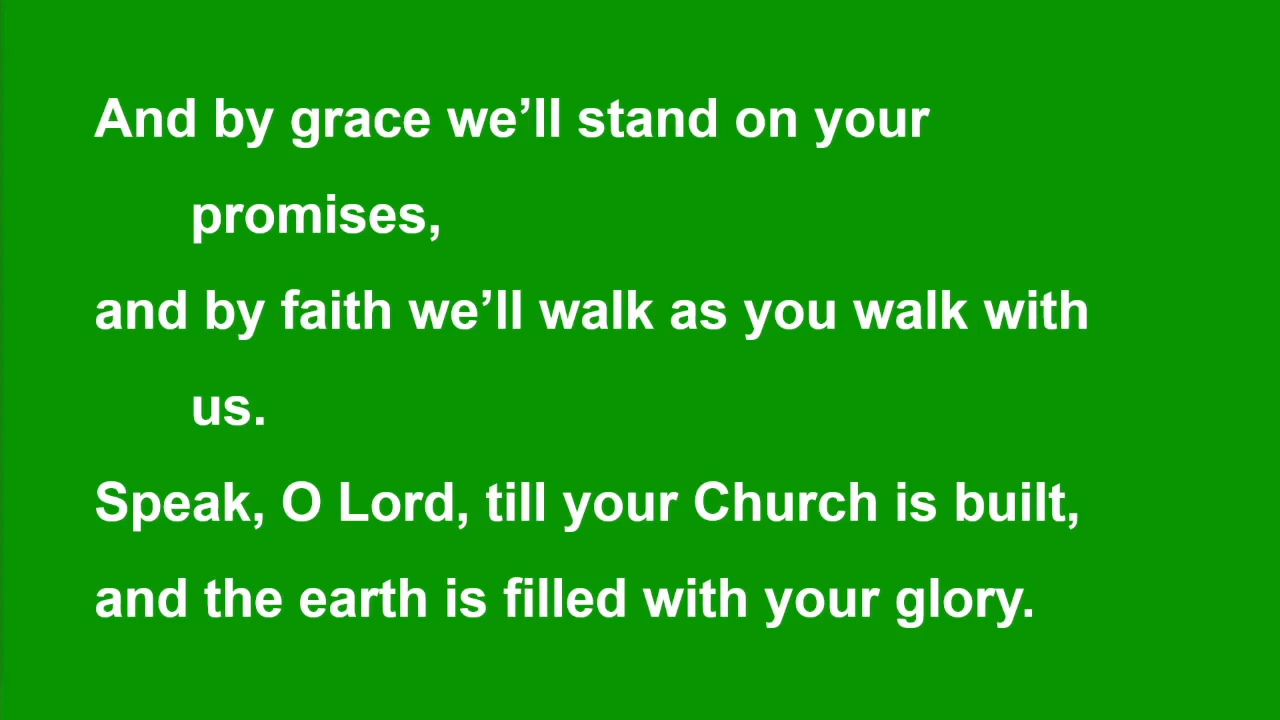 And by grace we’ll stand on your
promises,
and by faith we’ll walk as you walk with
us.
Speak, O Lord, till your Church is built,
and the earth is filled with your glory.